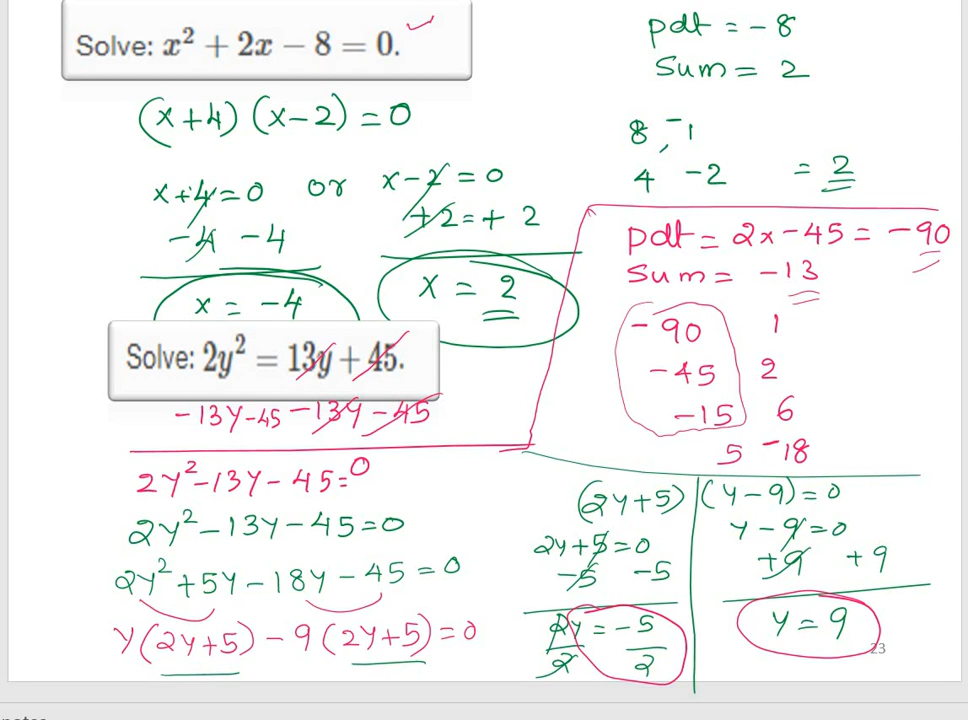 Solve: x² + 2x − 8 = 0.
(x+4) (x−2) = 0
x+4=0 or x−2=0
−4 −4
+2=+2
x = −4
x = 2
pdt = −8
Sum = 2
8, −1
4 −2 = 2
Solve: 2y² = 13y + 45.
−13y−45 −13y −45
2y²−13y−45=0
2y²−13y−45=0
2y²+5y−18y−45=0
y(2y+5)−9(2y+5)=0
pdt = 2x−45 = −90
Sum = −13
−90 1
−45 2
−15 6
5 −18
(2y+5) (y−9)=0
2y+5=0
−5 −5
2y = −5
2 2
y−9=0
+9 +9
y = 9
23